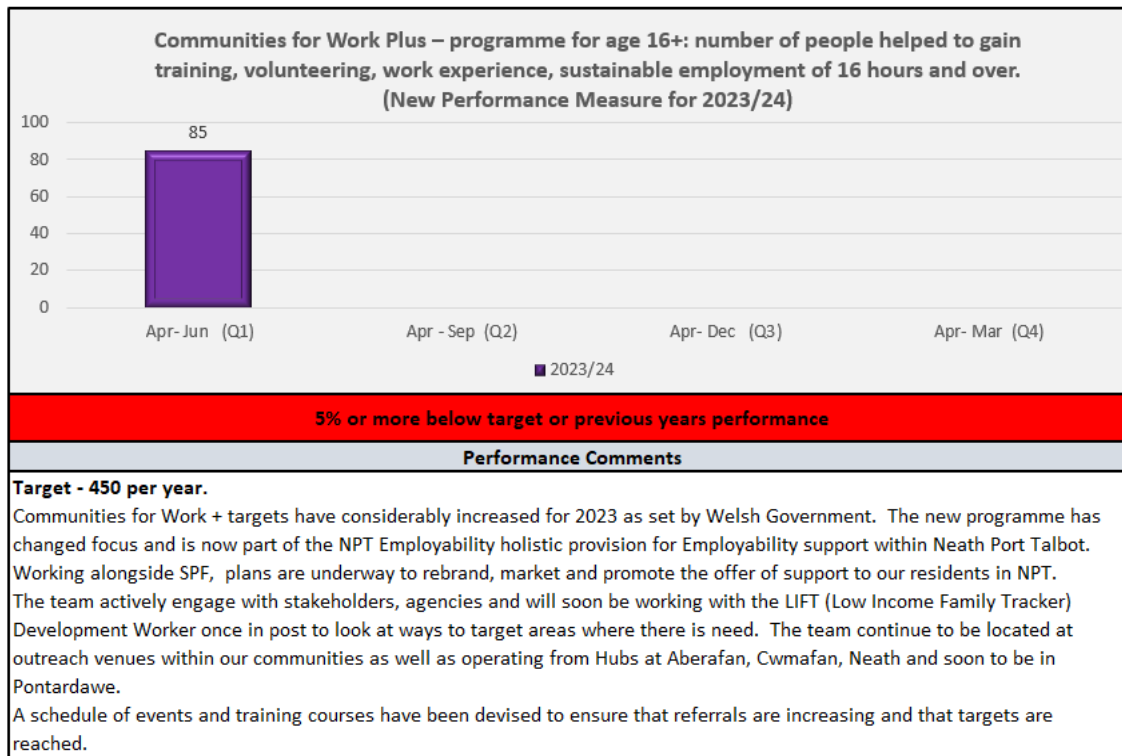 Communities for Work Plus – programme for age 16+: number of people helped to gain
training, volunteering, work experience, sustainable employment of 16 hours and over.
(New Performance Measure for 2023/24)
100
80
60
40
20
0
85
Apr- Jun (Q1)
Apr - Sep (Q2)
Apr- Dec (Q3)
Apr- Mar (Q4)
2023/24
5% or more below target or previous years performance
Performance Comments
Target - 450 per year.
Communities for Work + targets have considerably increased for 2023 as set by Welsh Government. The new programme has
changed focus and is now part of the NPT Employability holistic provision for Employability support within Neath Port Talbot.
Working alongside SPF, plans are underway to rebrand, market and promote the offer of support to our residents in NPT.
The team actively engage with stakeholders, agencies and will soon be working with the LIFT (Low Income Family Tracker)
Development Worker once in post to look at ways to target areas where there is need. The team continue to be located at
outreach venues within our communities as well as operating from Hubs at Aberafan, Cwmafan, Neath and soon to be in
Pontardawe.
A schedule of events and training courses have been devised to ensure that referrals are increasing and that targets are
reached.